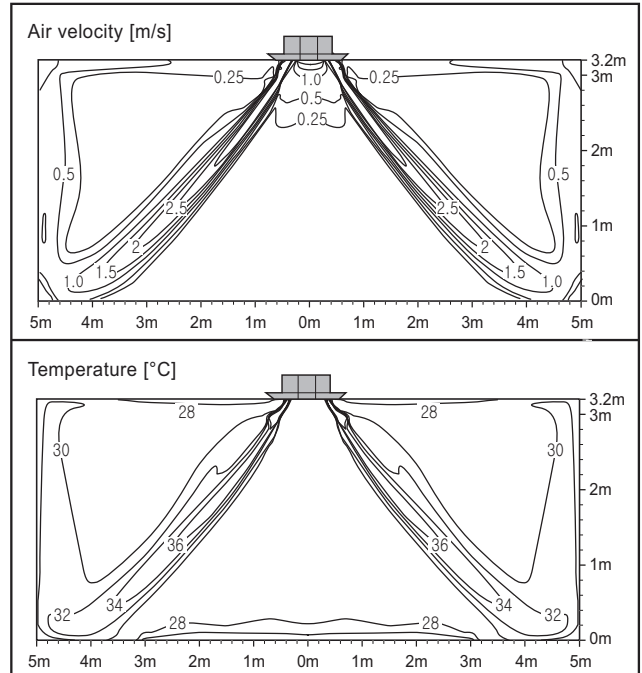 Air velocity [m/s]
3.2m
0.25 1.0 0.25 3m
0.5
0.25
2m
0.5 0.5
2.5 2.5
1m
2 2
1.5 1.5
1.0 1.0
0m
5m 4m 3m 2m 1m 0m 1m 2m 3m 4m 5m
Temperature [°C]
3.2m
28 28 3m
30 30
2m
36 36
1m
34 34
32 32
28 28
0m
5m 4m 3m 2m 1m 0m 1m 2m 3m 4m 5m